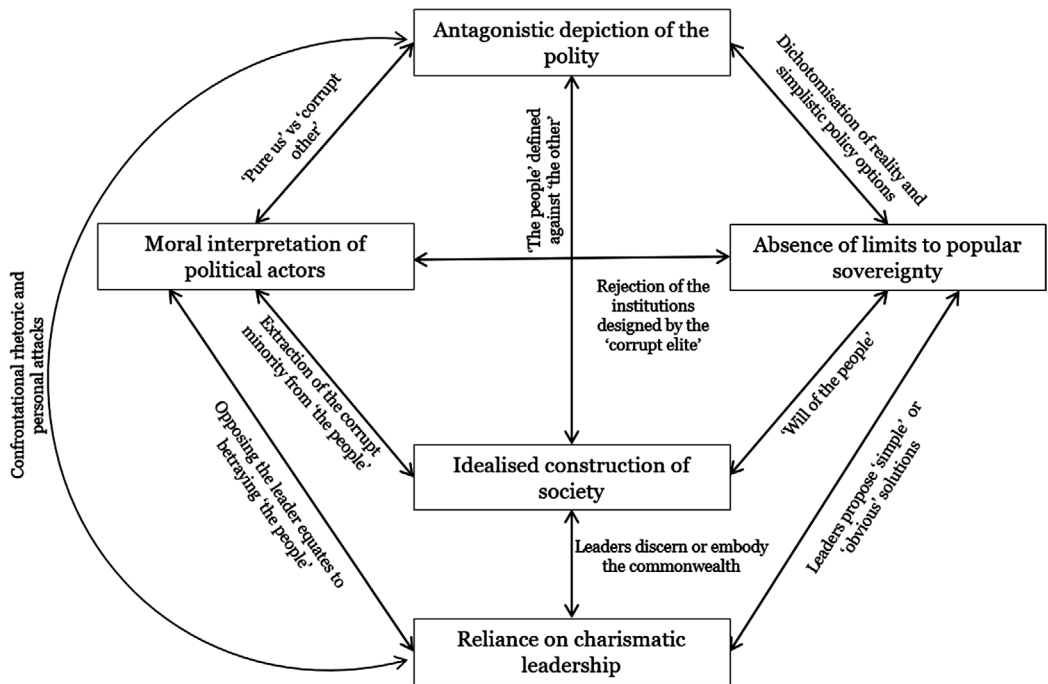 Antagonistic depiction of the
polity
Dichotomisation of reality and
simplistic policy options
‘Pure us’ vs ‘corrupt
other’
‘The people’ defined
against ‘the other’
Moral interpretation of
political actors
Absence of limits to popular
sovereignty
Rejection of the
institutions
designed by the
‘corrupt elite’
Confrontational rhetoric and
personal attacks
Extraction of the corrupt
minority from ‘the people’
‘Will of the people’
Opposing the leader equates to
betraying ‘the people’
Idealised construction of
society
Leaders propose ‘simple’ or
‘obvious’ solutions
Leaders discern or embody
the commonwealth
Reliance on charismatic
leadership